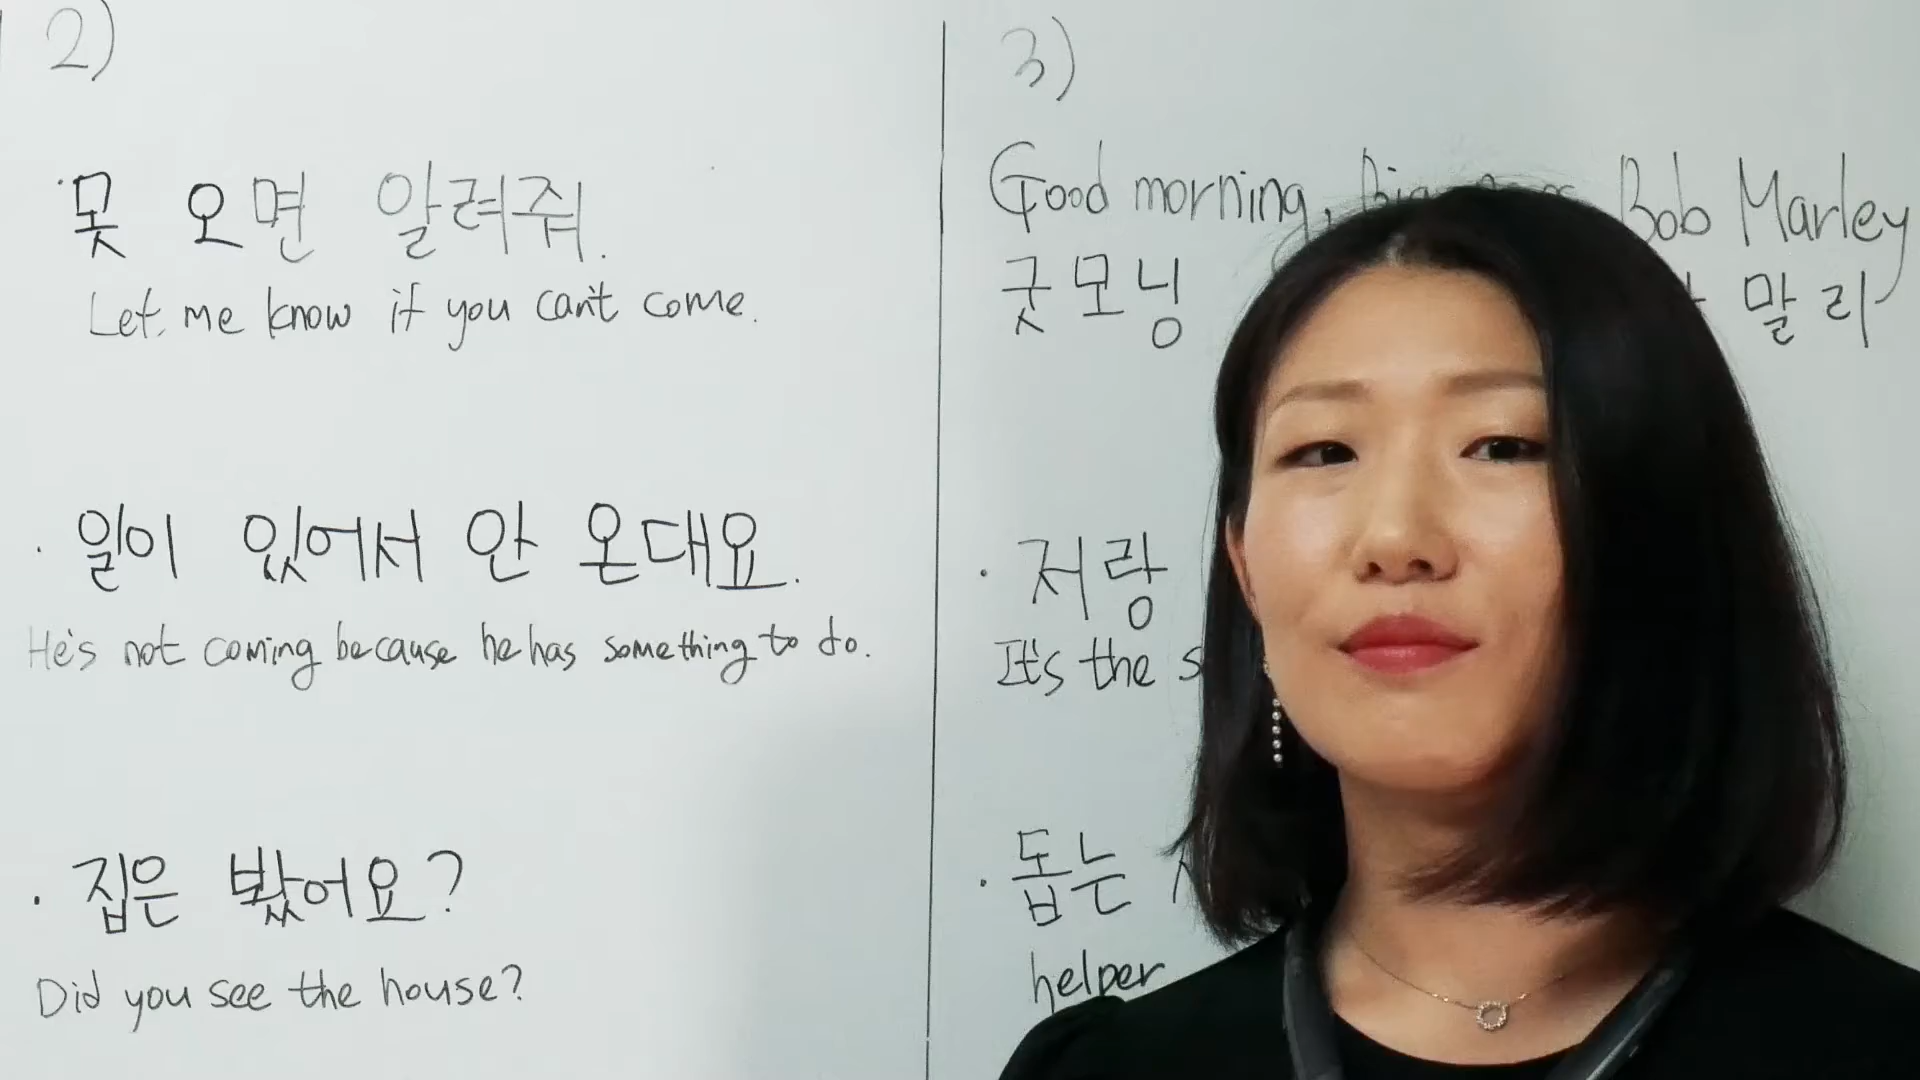 2)
못 오면 알려줘.
Let me know if you can't come.
· 일이 있어서 안 온대요.
He's not coming because he has something to do.
· 집은 봤어요?
Did you see the house?
3)
Good morning, Bob Marley
굿모닝 말리
· 저랑
It's the
· 돕는
helper